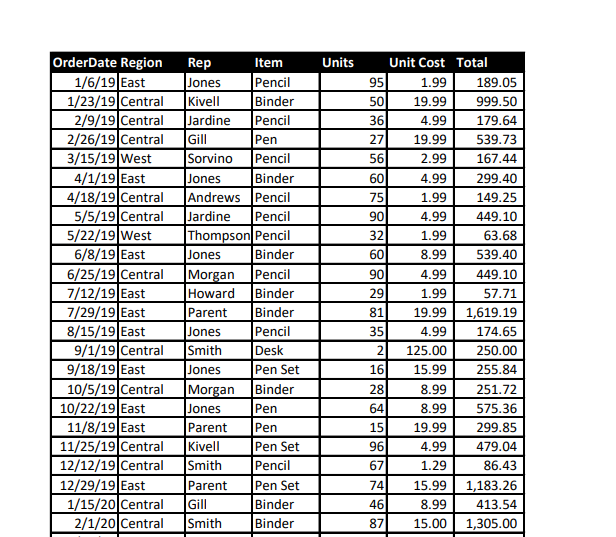 OrderDate Region Rep Item Units Unit Cost Total
1/6/19 East Jones Pencil 95 1.99 189.05
1/23/19 Central Kivell Binder 50 19.99 999.50
2/9/19 Central Jardine Pencil 36 4.99 179.64
2/26/19 Central Gill Pen 27 19.99 539.73
3/15/19 West Sorvino Pencil 56 2.99 167.44
4/1/19 East Jones Binder 60 4.99 299.40
4/18/19 Central Andrews Pencil 75 1.99 149.25
5/5/19 Central Jardine Pencil 90 4.99 449.10
5/22/19 West Thompson Pencil 32 1.99 63.68
6/8/19 East Jones Binder 60 8.99 539.40
6/25/19 Central Morgan Pencil 90 4.99 449.10
7/12/19 East Howard Binder 29 1.99 57.71
7/29/19 East Parent Binder 81 19.99 1,619.19
8/15/19 East Jones Pencil 35 4.99 174.65
9/1/19 Central Smith Desk 2 125.00 250.00
9/18/19 East Jones Pen Set 16 15.99 255.84
10/5/19 Central Morgan Binder 28 8.99 251.72
10/22/19 East Jones Pen 64 8.99 575.36
11/8/19 East Parent Pen 15 19.99 299.85
11/25/19 Central Kivell Pen Set 96 4.99 479.04
12/12/19 Central Smith Pencil 67 1.29 86.43
12/29/19 East Parent Pen Set 74 15.99 1,183.26
1/15/20 Central Gill Binder 46 8.99 413.54
2/1/20 Central Smith Binder 87 15.00 1,305.00